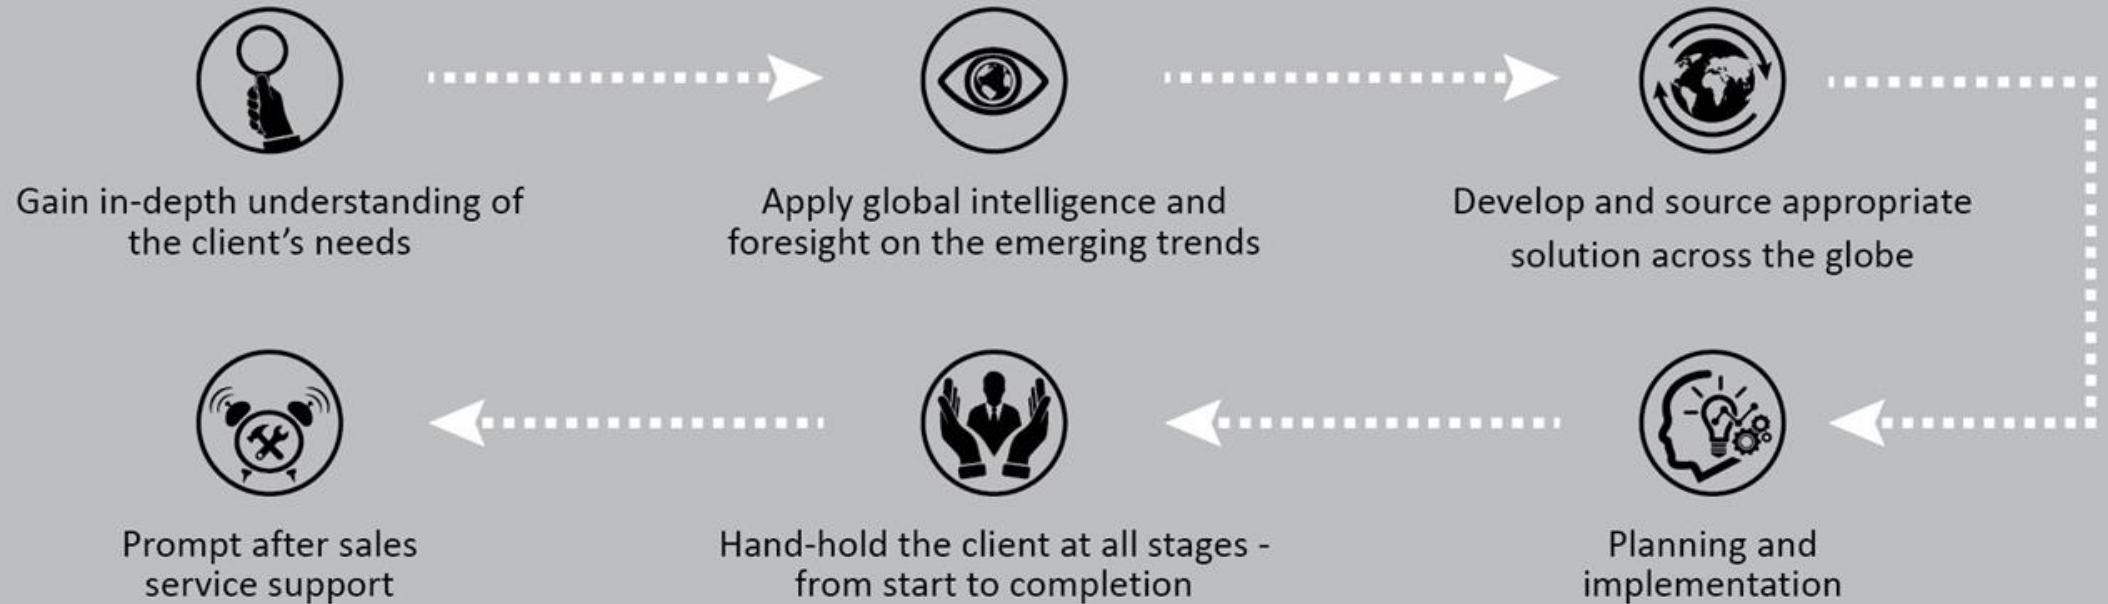 Gain in-depth understanding of
the client’s needs
Apply global intelligence and
foresight on the emerging trends
Develop and source appropriate
solution across the globe
Planning and
implementation
Hand-hold the client at all stages -
from start to completion
Prompt after sales
service support